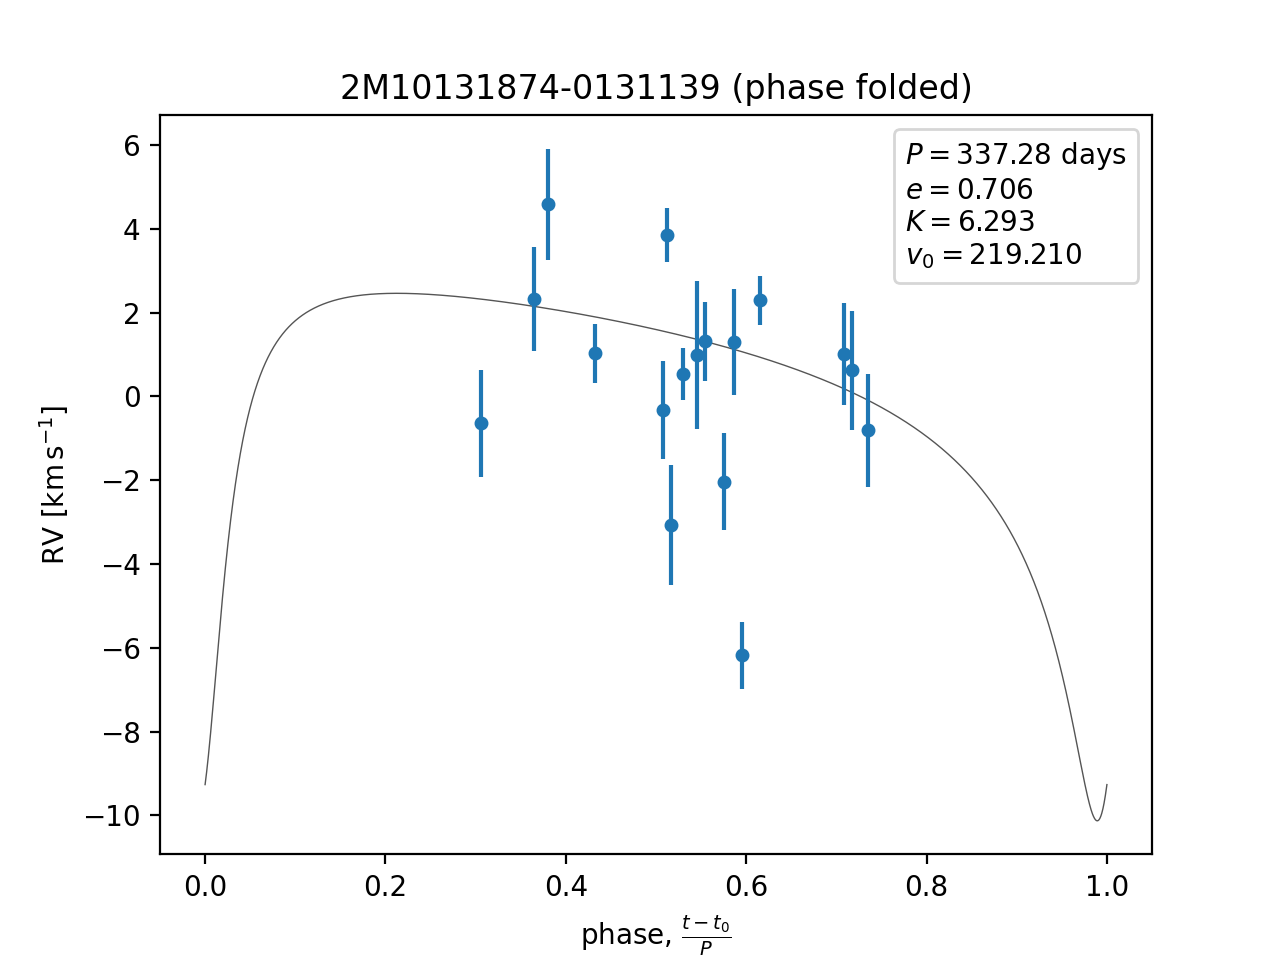 2M10131874-0131139 (phase folded)
P = 337.28 days
e = 0.706
K = 6.293
v₀ = 219.210
6
4
2
0
−2
−4
−6
−8
−10
RV [km s⁻¹]
0.0 0.2 0.4 0.6 0.8 1.0
phase, (t − t₀)/P